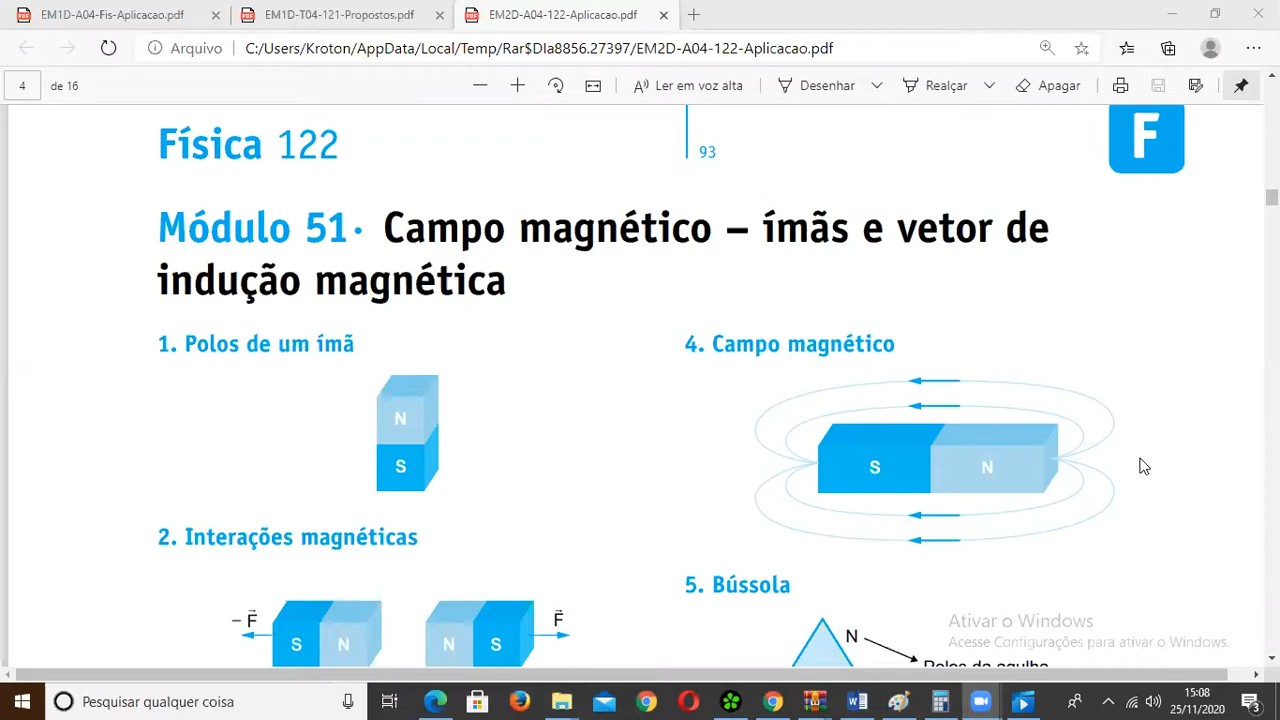 EM1D-A04-Fis-Aplicacao.pdf
EM1D-T04-121-Propostos.pdf
EM2D-A04-122-Aplicacao.pdf
Arquivo
C:/Users/Kroton/AppData/Local/Temp/Rar$DIa8856.27397/EM2D-A04-122-Aplicacao.pdf
4 de 16
Ler em voz alta
Desenhar
Realçar
Apagar
Física 122
93
F
Módulo 51· Campo magnético – ímãs e vetor de
indução magnética
1. Polos de um ímã
N
S
2. Interações magnéticas
– F
S N
N S
F
4. Campo magnético
S N
5. Bússola
N
Polos da agulha
Ativar o Windows
Acesse Configurações para ativar o Windows.
Pesquisar qualquer coisa
15:08
25/11/2020
3